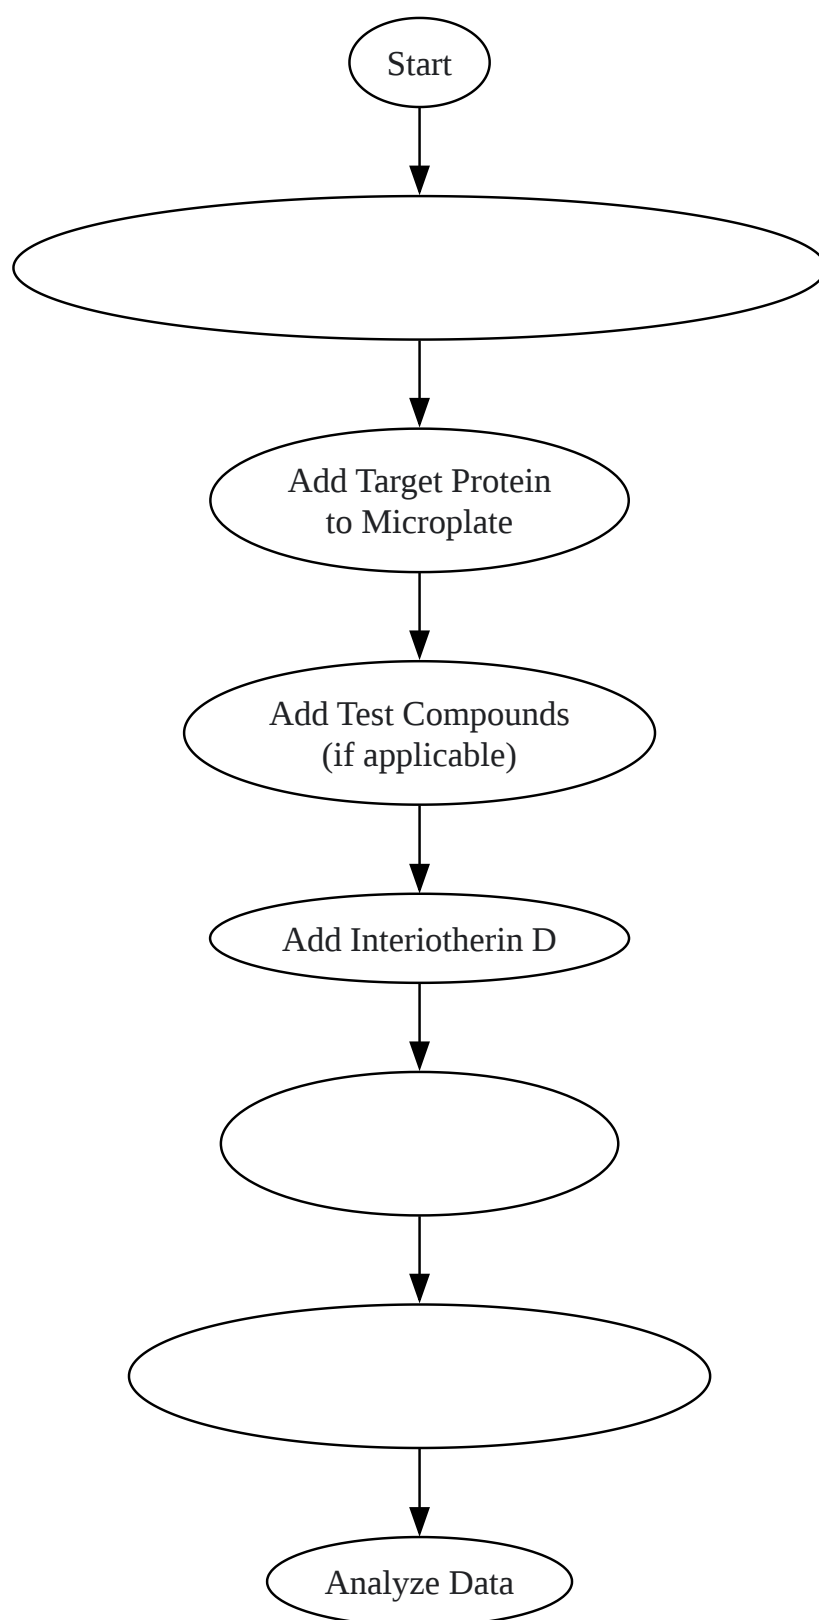 Start
Add Target Protein
to Microplate
Add Test Compounds
(if applicable)
Add Interiotherin D
Analyze Data